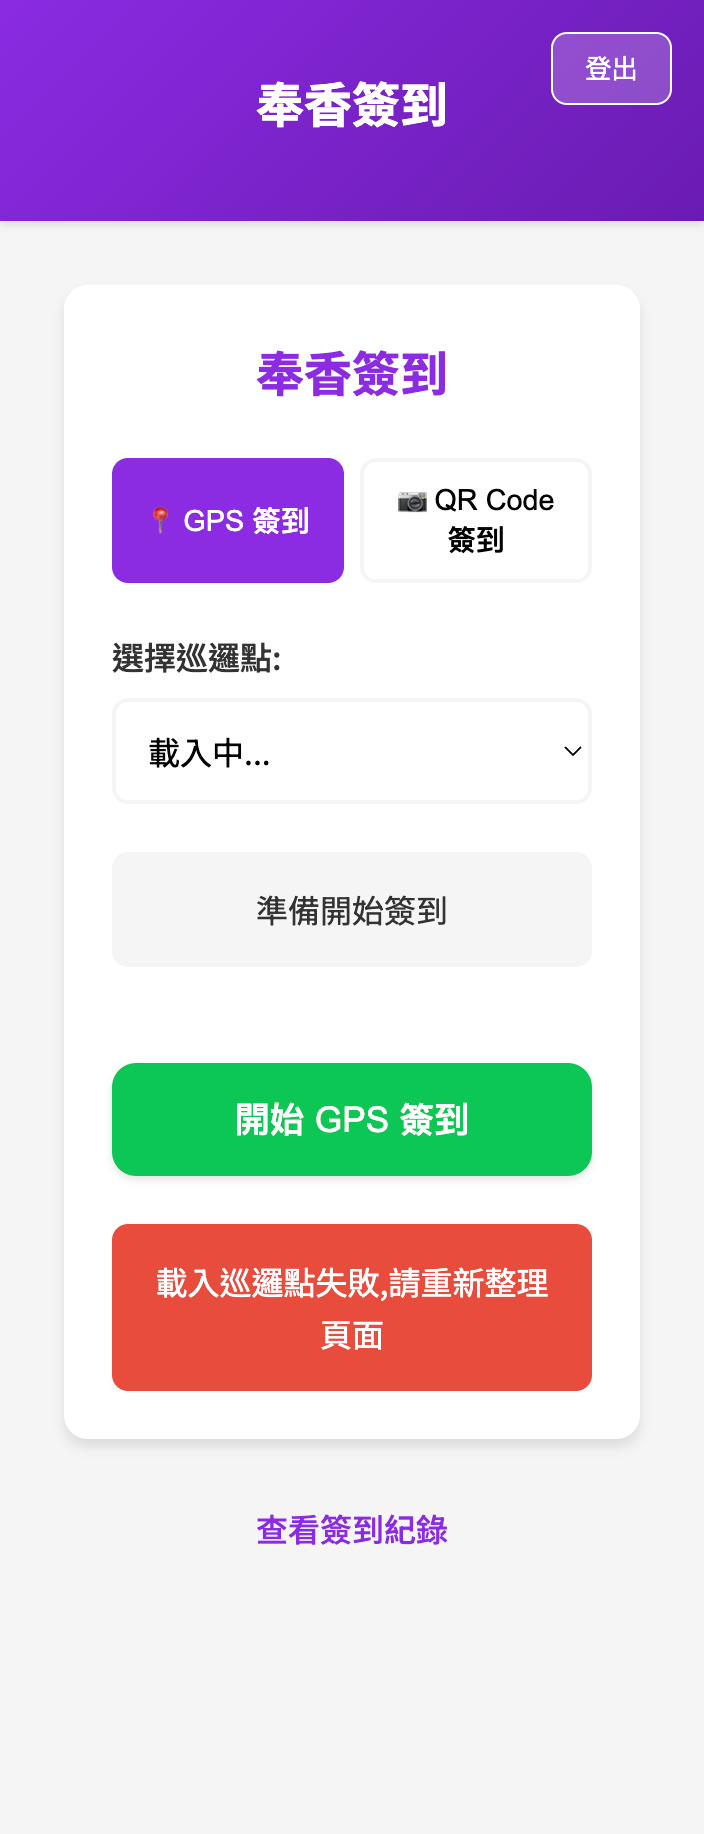 登出
奉香簽到
奉香簽到
📍 GPS 簽到
📷 QR Code
簽到
選擇巡邏點:
載入中...
準備開始簽到
開始 GPS 簽到
載入巡邏點失敗,請重新整理
頁面
查看簽到紀錄